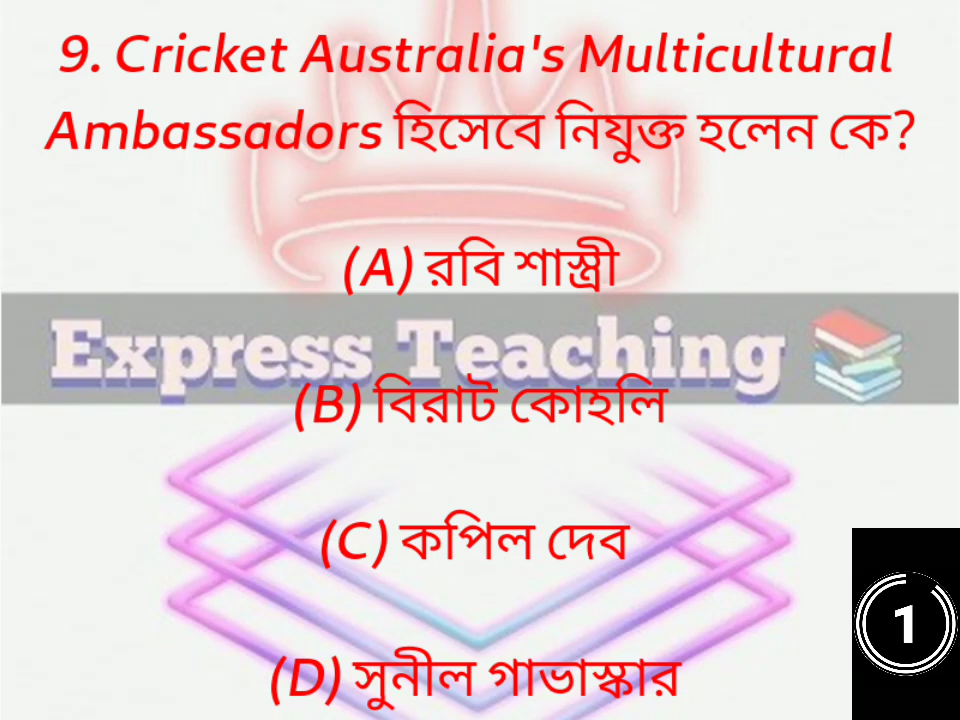 9. Cricket Australia's Multicultural
Ambassadors হিসেবে নিযুক্ত হলেন কে?
(A) রবি শাস্ত্রী
Express Teaching
(B) বিরাট কোহলি
(C) কপিল দেব
1
(D) সুনীল গাভাস্কার